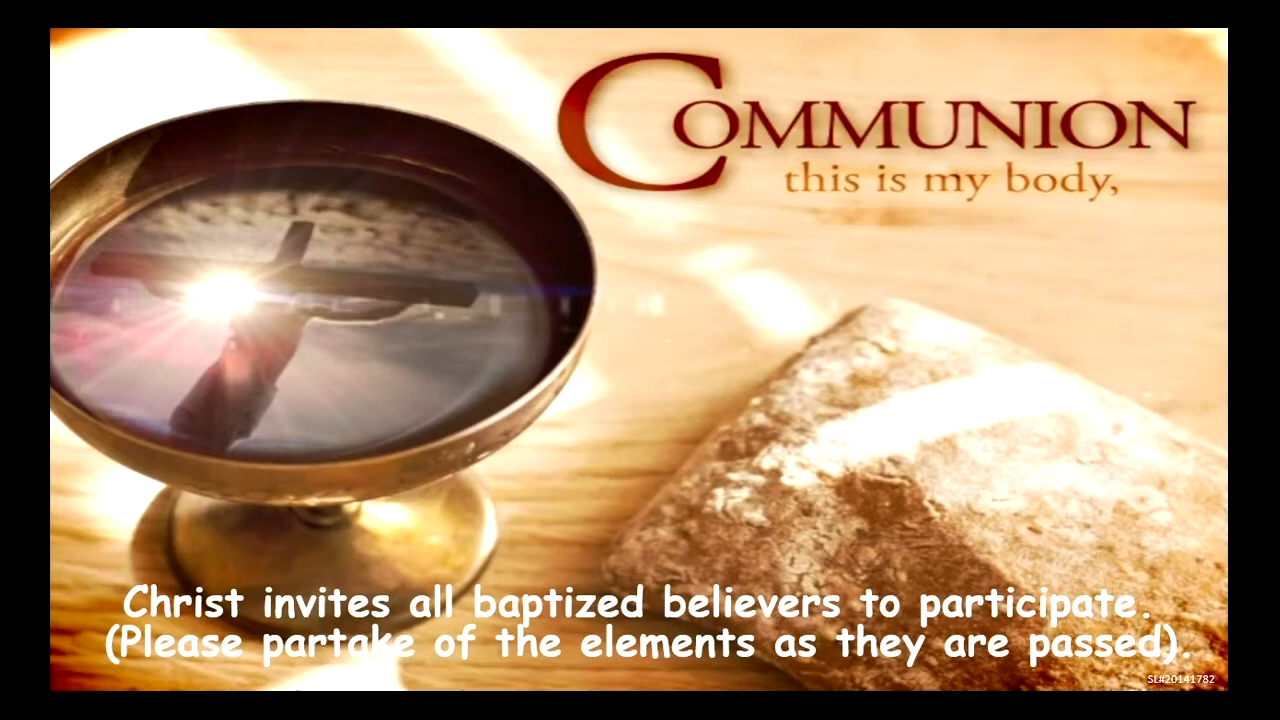 COMMUNION
this is my body,
Christ invites all baptized believers to participate.
(Please partake of the elements as they are passed).
SL#20141782